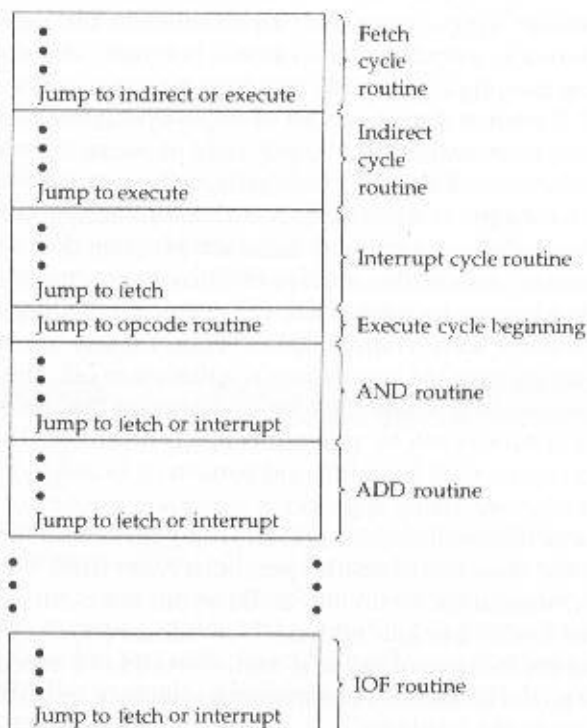 Fetch
cycle
routine
Jump to indirect or execute
Indirect
cycle
routine
Jump to execute
Interrupt cycle routine
Jump to fetch
Jump to opcode routine
Execute cycle beginning
AND routine
Jump to fetch or interrupt
ADD routine
Jump to fetch or interrupt
IOF routine
Jump to fetch or interrupt